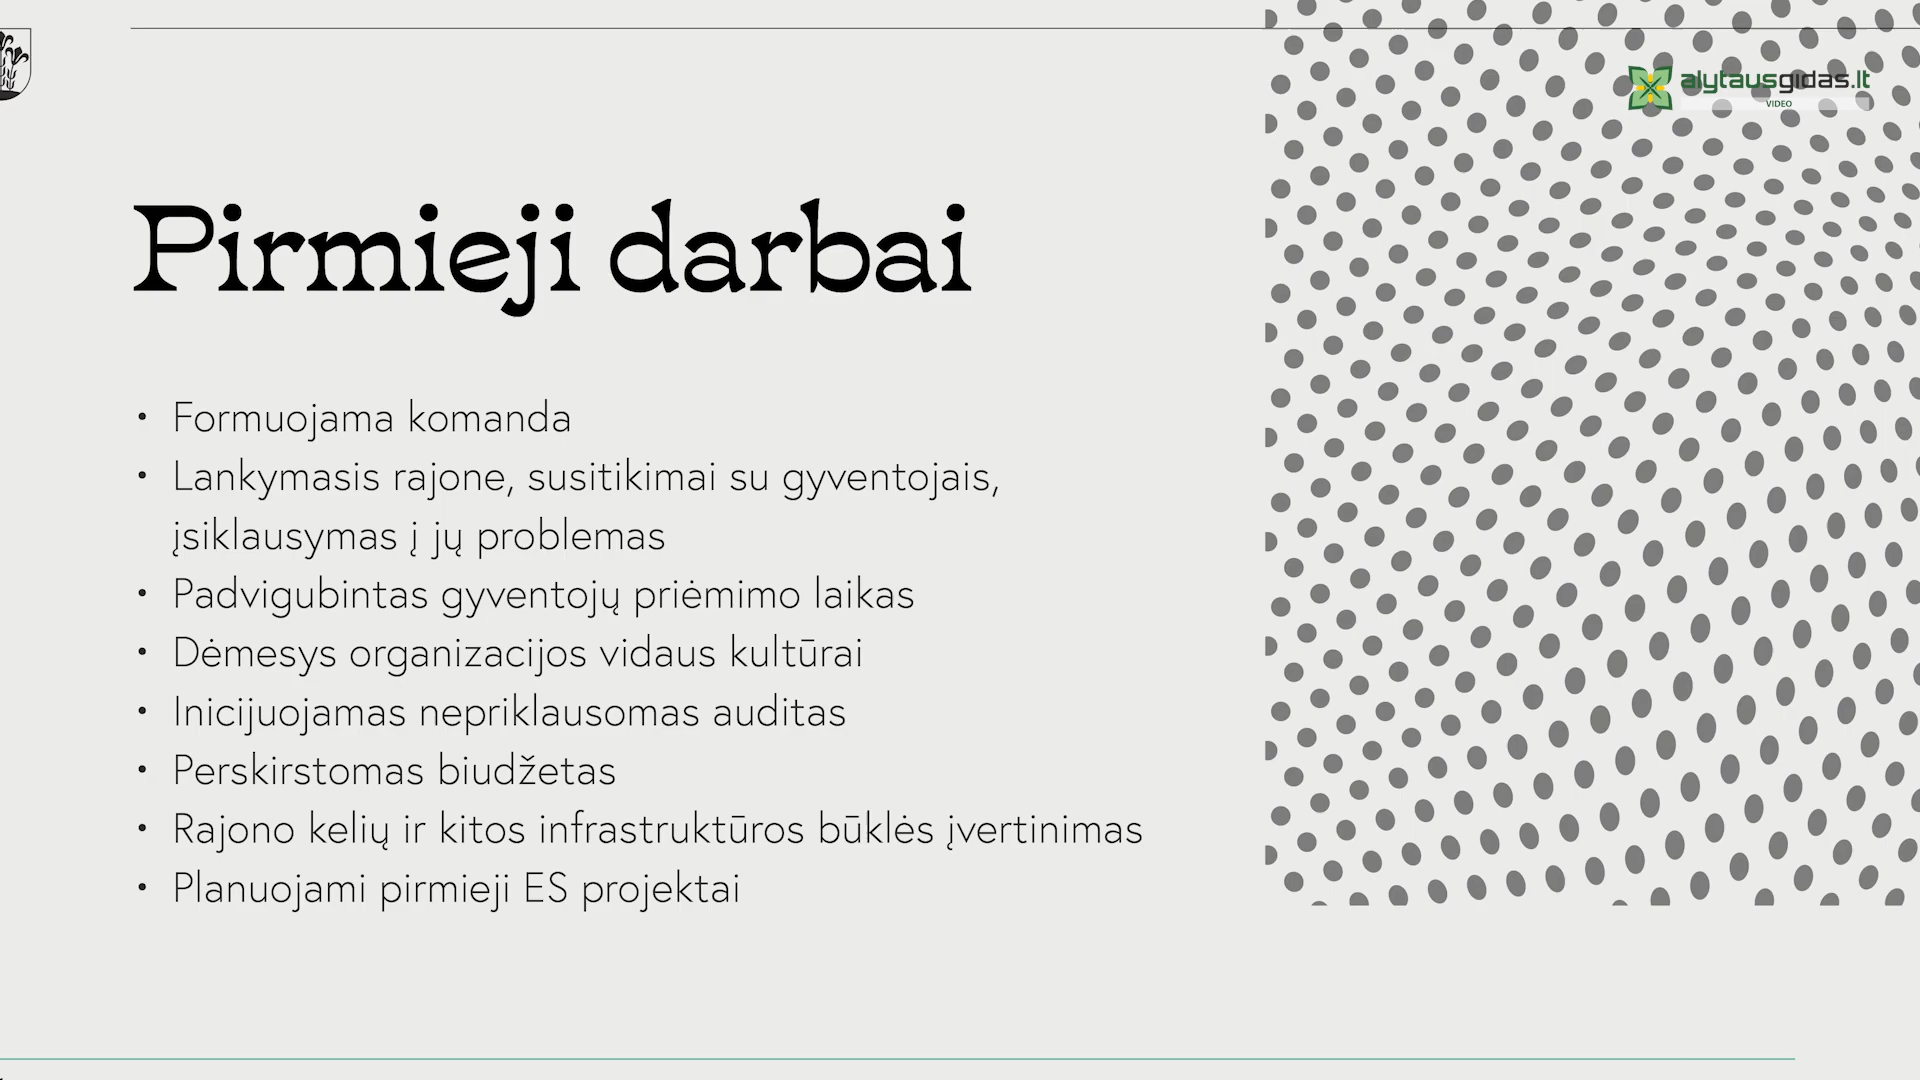 alytausgidas.lt
VIDEO
Pirmieji darbai
• Formuojama komanda
• Lankymasis rajone, susitikimai su gyventojais,
įsiklausymas į jų problemas
• Padvigubintas gyventojų priėmimo laikas
• Dėmesys organizacijos vidaus kultūrai
• Inicijuojamas nepriklausomas auditas
• Perskirstomas biudžetas
• Rajono kelių ir kitos infrastruktūros būklės įvertinimas
• Planuojami pirmieji ES projektai